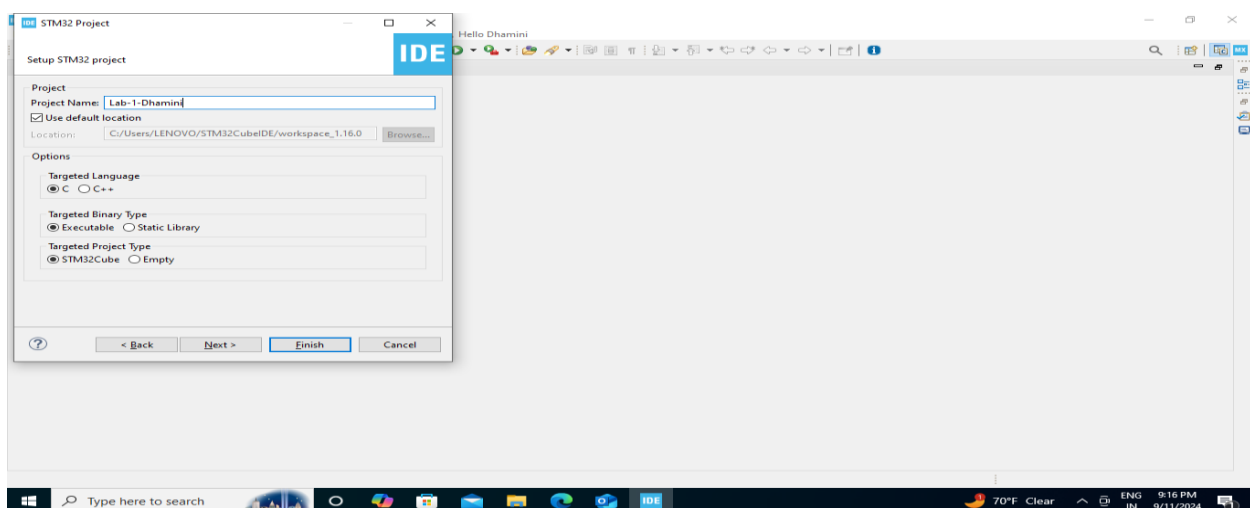 IDE STM32 Project
Hello Dhamini
Setup STM32 project
IDE
Project
Project Name: Lab-1-Dhamini
Use default location
Location: C:/Users/LENOVO/STM32CubeIDE/workspace_1.16.0 Browse...
Options
Targeted Language
C C++
Targeted Binary Type
Executable Static Library
Targeted Project Type
STM32Cube Empty
? < Back Next > Finish Cancel
MX
Type here to search
IDE
70°F Clear
ENG
IN
9:16 PM
9/11/2024